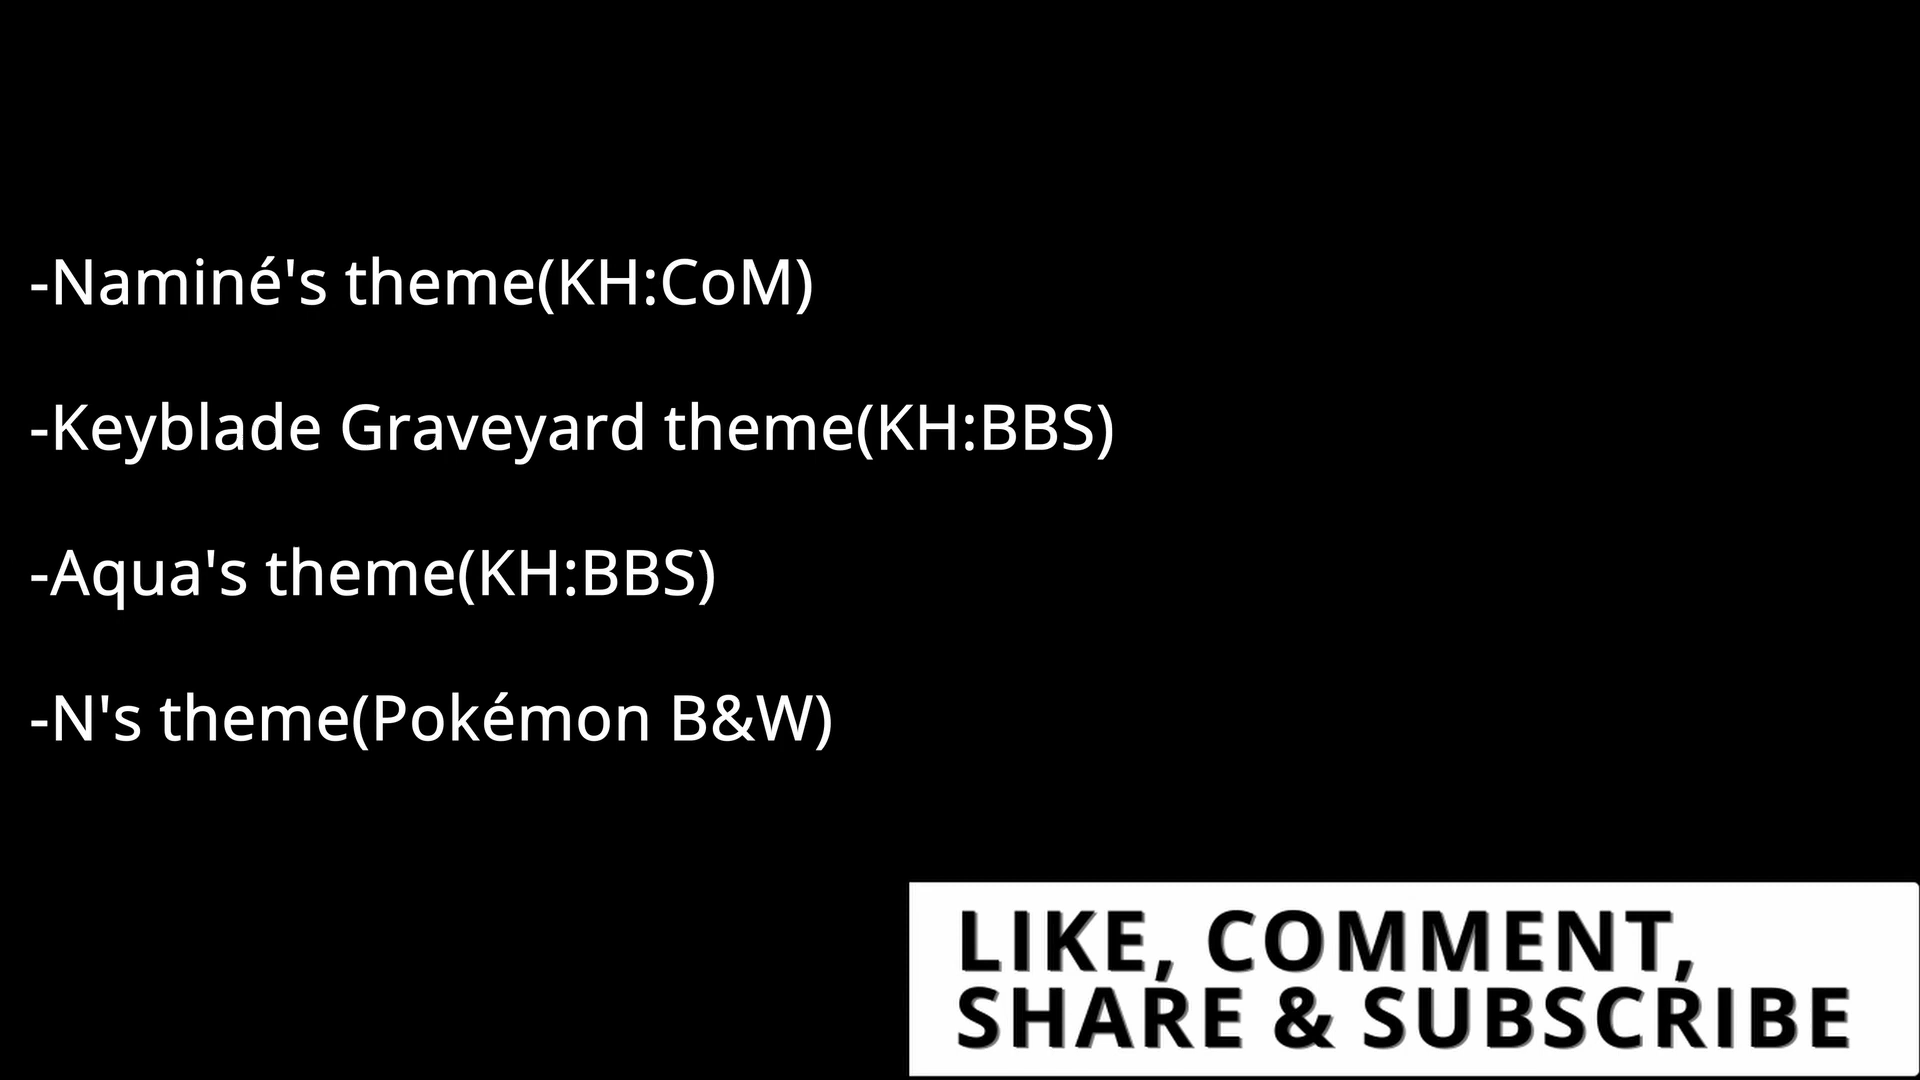 -Naminé's theme(KH:CoM)
-Keyblade Graveyard theme(KH:BBS)
-Aqua's theme(KH:BBS)
-N's theme(Pokémon B&W)
LIKE, COMMENT,
SHARE & SUBSCRIBE